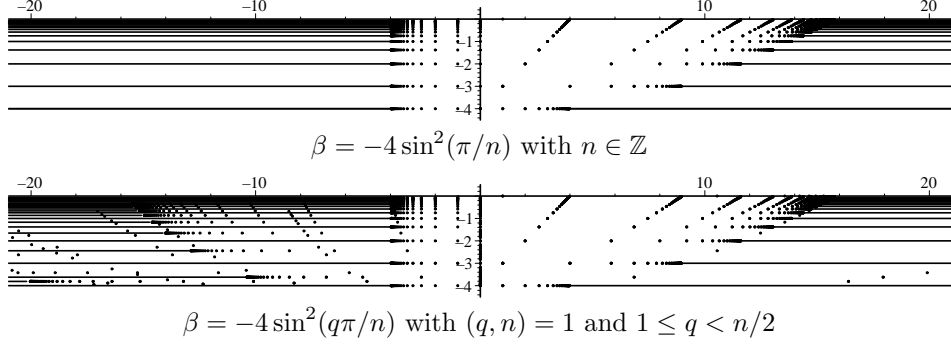 −20 −10 10 20
−1
−2
−3
−4
β = −4 sin²(π/n) with n ∈ ℤ
−20 −10 10 20
−1
−2
−3
−4
β = −4 sin²(qπ/n) with (q, n) = 1 and 1 ≤ q < n/2